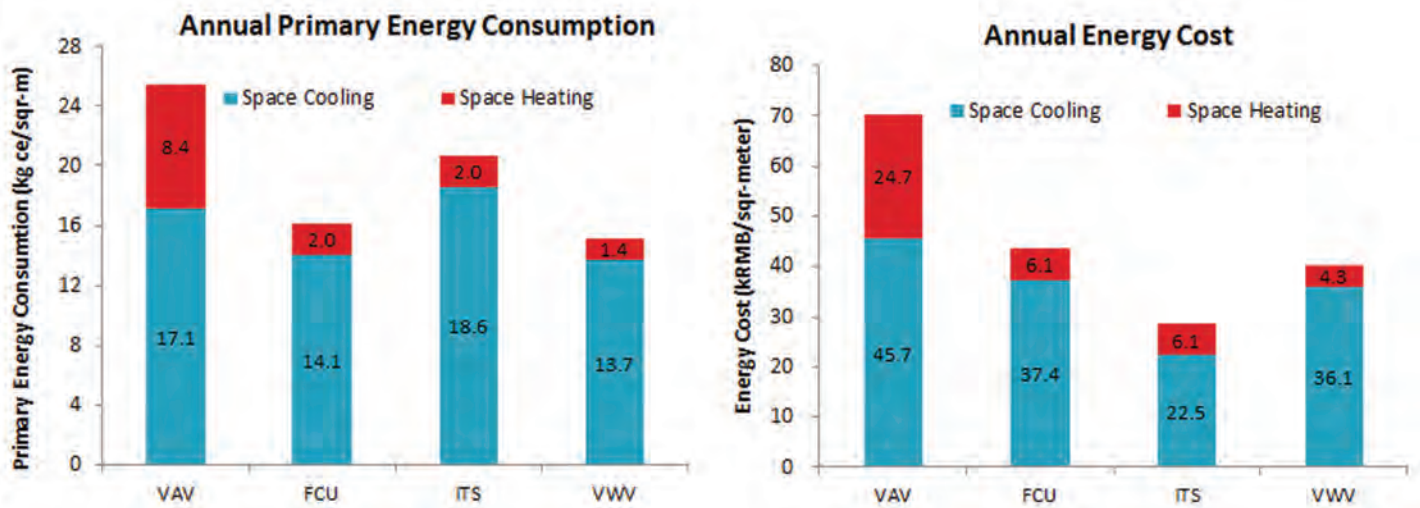 Annual Primary Energy Consumption
Primary Energy Consumtion (kg ce/sqr-m)
28
24
20
16
12
8
4
0
Space Cooling
Space Heating
8.4
17.1
2.0
14.1
2.0
18.6
1.4
13.7
VAV
FCU
ITS
VWV
Annual Energy Cost
Energy Cost (kRMB/sqr-meter)
80
70
60
50
40
30
20
10
0
Space Cooling
Space Heating
24.7
45.7
6.1
37.4
6.1
22.5
4.3
36.1
VAV
FCU
ITS
VWV